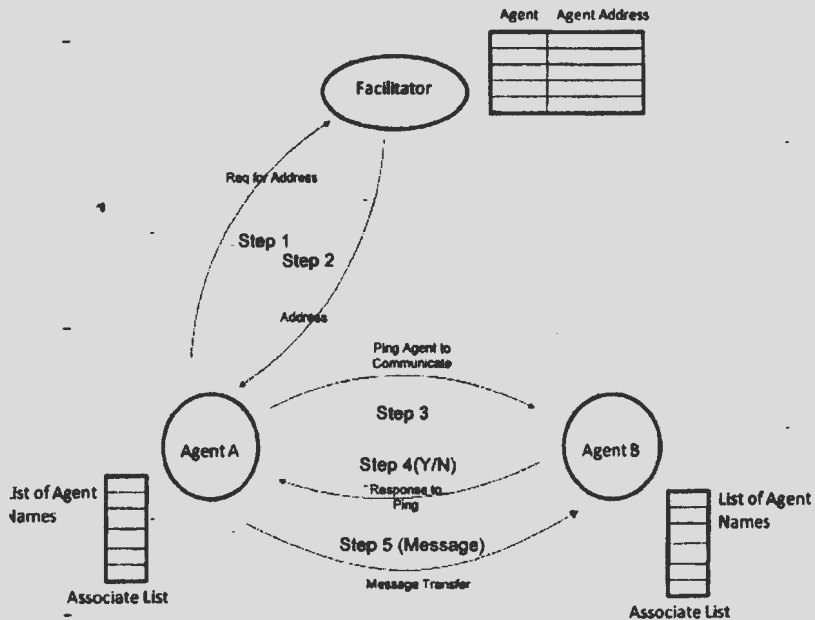 Agent Agent Address
Facilitator
Req for Address
Step 1
Step 2
Address
Ping Agent to
Communicate
Step 3
Agent A
Agent B
Step 4(Y/N)
Response to
Ping
List of Agent
Names
List of Agent
Names
Step 5 (Message)
Message Transfer
Associate List
Associate List